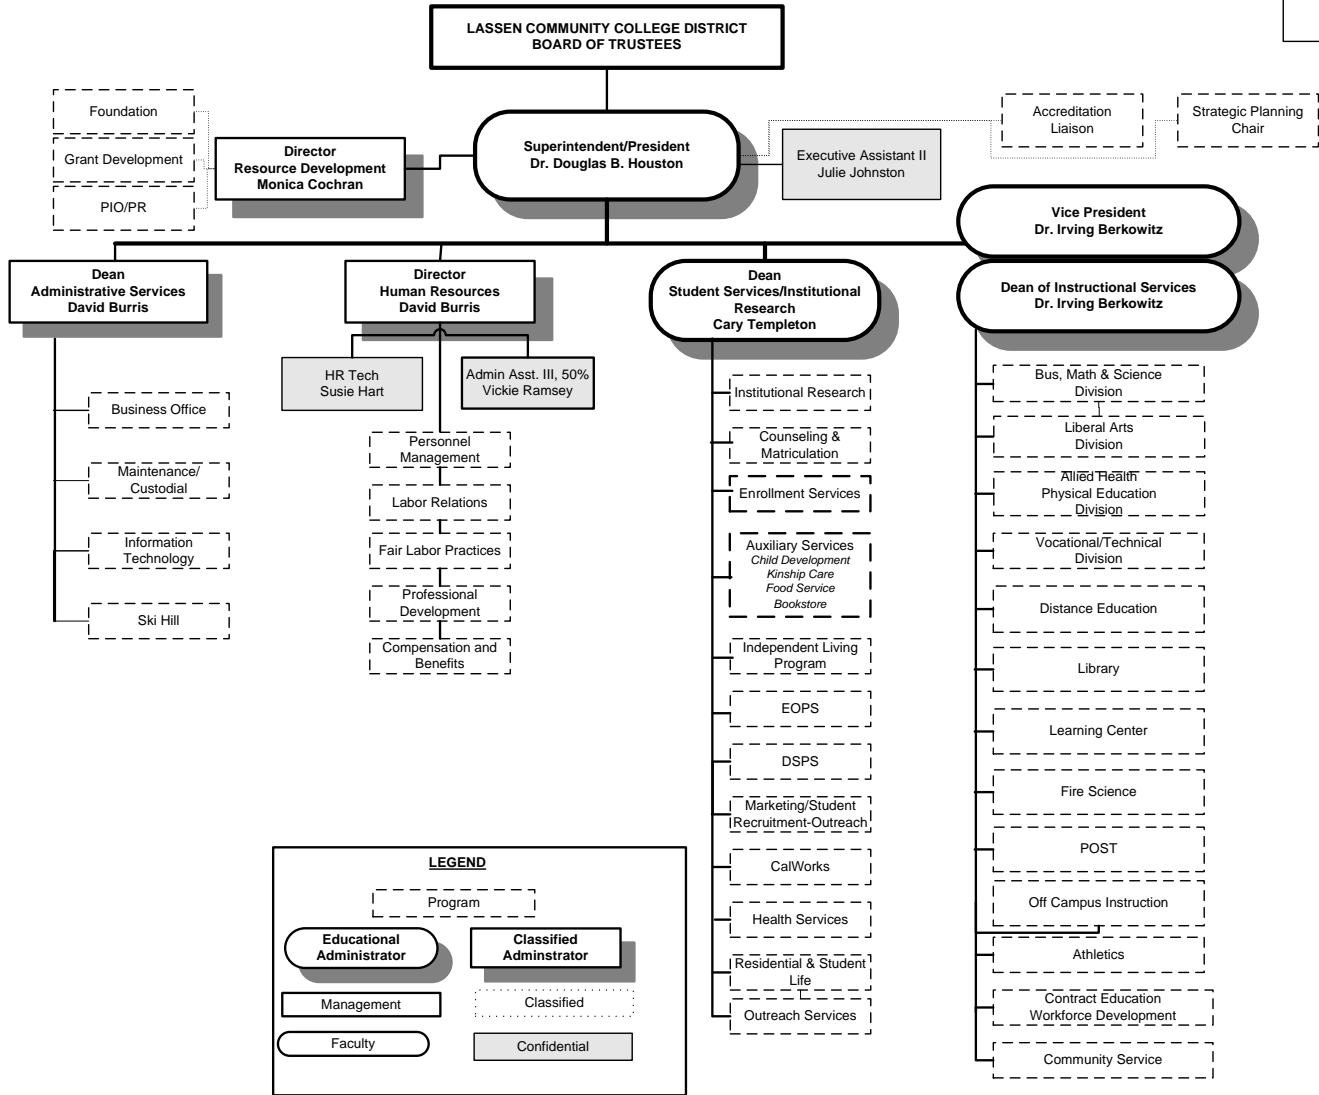 LASSEN COMMUNITY COLLEGE DISTRICT
BOARD OF TRUSTEES
Superintendent/President
Dr. Douglas B. Houston
Executive Assistant II
Julie Johnston
Accreditation
Liaison
Strategic Planning
Chair
Foundation
Grant Development
PIO/PR
Director
Resource Development
Monica Cochran
Vice President
Dr. Irving Berkowitz
Dean
Administrative Services
David Burris
Business Office
Maintenance/
Custodial
Information
Technology
Ski Hill
Director
Human Resources
David Burris
HR Tech
Susie Hart
Admin Asst. III, 50%
Vickie Ramsey
Personnel
Management
Labor Relations
Fair Labor Practices
Professional
Development
Compensation and
Benefits
Dean
Student Services/Institutional
Research
Cary Templeton
Institutional Research
Counseling &
Matriculation
Enrollment Services
Auxiliary Services
Child Development
Kinship Care
Food Service
Bookstore
Independent Living
Program
EOPS
DSPS
Marketing/Student
Recruitment-Outreach
CalWorks
Health Services
Residential & Student
Life
Outreach Services
Dean of Instructional Services
Dr. Irving Berkowitz
Bus, Math & Science
Division
Liberal Arts
Division
Allied Health
Physical Education
Division
Vocational/Technical
Division
Distance Education
Library
Learning Center
Fire Science
POST
Off Campus Instruction
Athletics
Contract Education
Workforce Development
Community Service
LEGEND
Program
Educational
Administrator
Classified
Adminstrator
Management
Classified
Faculty
Confidential